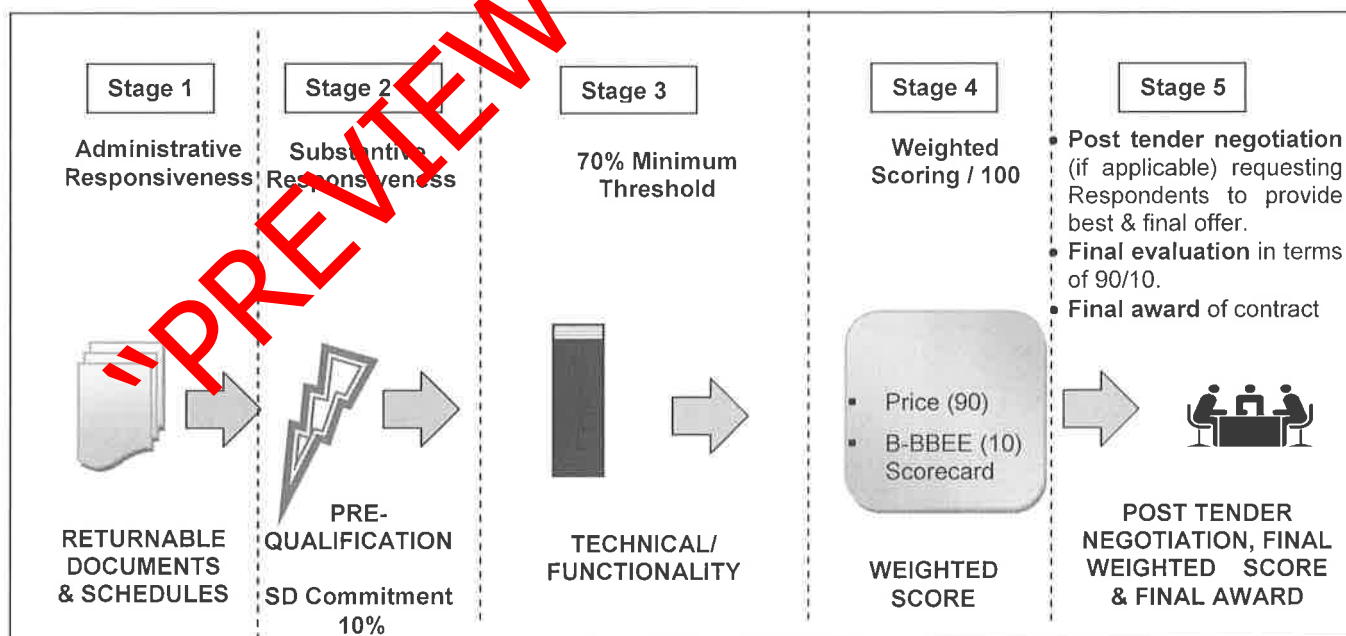 Stage 1
Administrative
Responsiveness
RETURNABLE
DOCUMENTS
& SCHEDULES
Stage 2
Substantive
Responsiveness
PRE-
QUALIFICATION
SD Commitment
10%
Stage 3
70% Minimum
Threshold
TECHNICAL/
FUNCTIONALITY
Stage 4
Weighted
Scoring / 100
▪ Price (90)
▪ B-BBEE (10)
Scorecard
WEIGHTED
SCORE
Stage 5
• Post tender negotiation
(if applicable) requesting
Respondents to provide
best & final offer.
• Final evaluation in terms
of 90/10.
• Final award of contract
POST TENDER
NEGOTIATION, FINAL
WEIGHTED SCORE
& FINAL AWARD
“PREVIEW